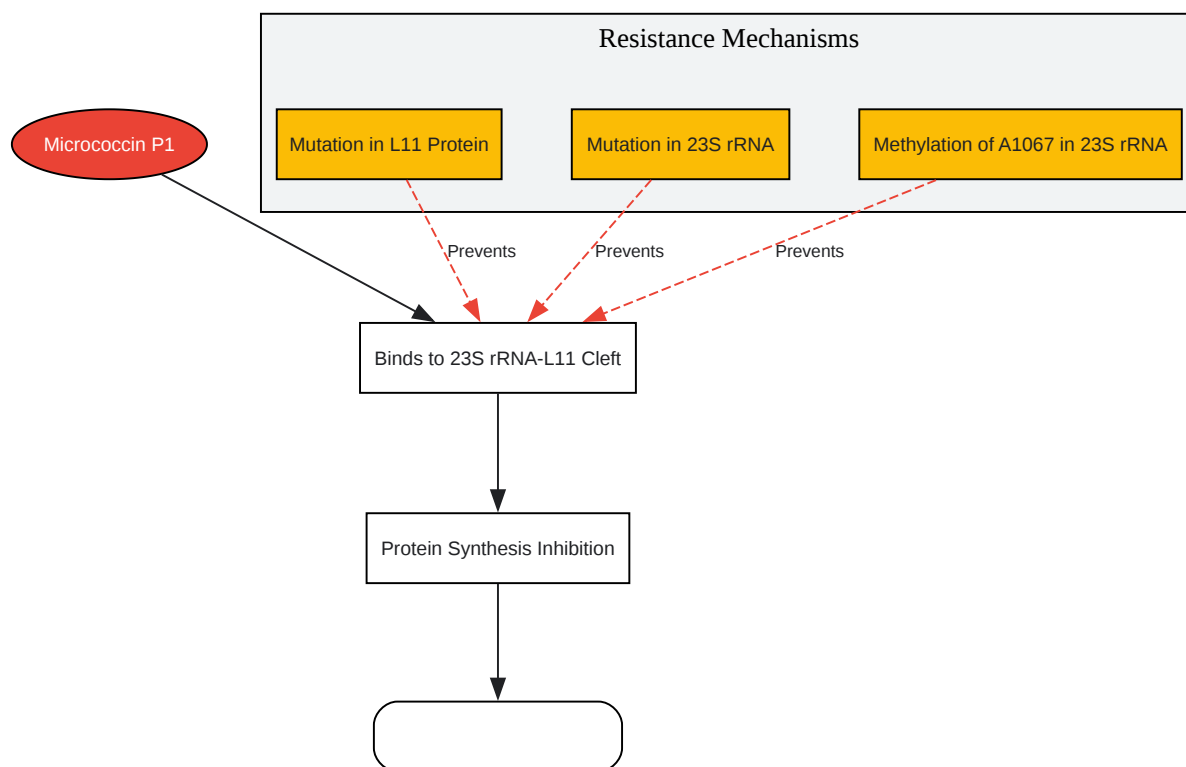 Resistance Mechanisms
Micrococcin P1
Mutation in L11 Protein
Mutation in 23S rRNA
Methylation of A1067 in 23S rRNA
Prevents
Prevents
Prevents
Binds to 23S rRNA-L11 Cleft
Protein Synthesis Inhibition